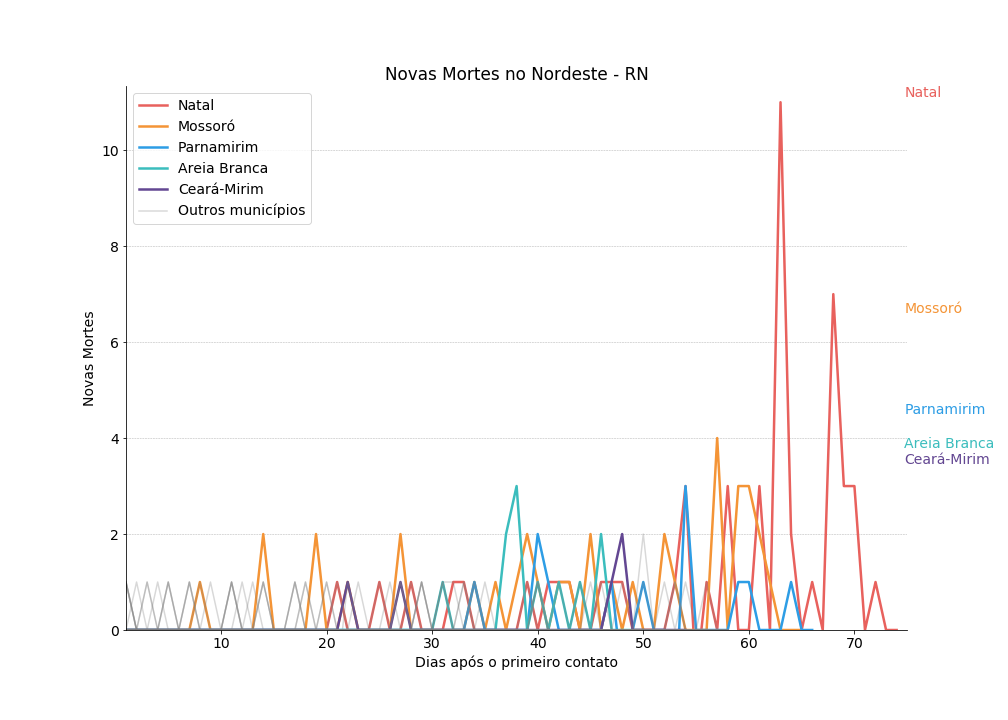 Novas Mortes no Nordeste - RN
Natal
Mossoró
Parnamirim
Areia Branca
Ceará-Mirim
Outros municípios
Natal
Mossoró
Parnamirim
Areia Branca
Ceará-Mirim
Novas Mortes
10
8
6
4
2
0
10
20
30
40
50
60
70
Dias após o primeiro contato